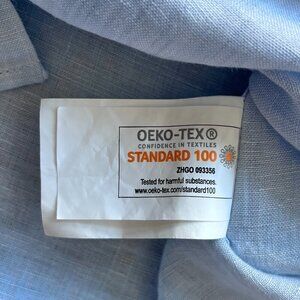 OEKO-TEX®
CONFIDENCE IN TEXTILES
STANDARD 100
ZHGO 093356
Tested for harmful substances.
www.oeko-tex.com/standard100